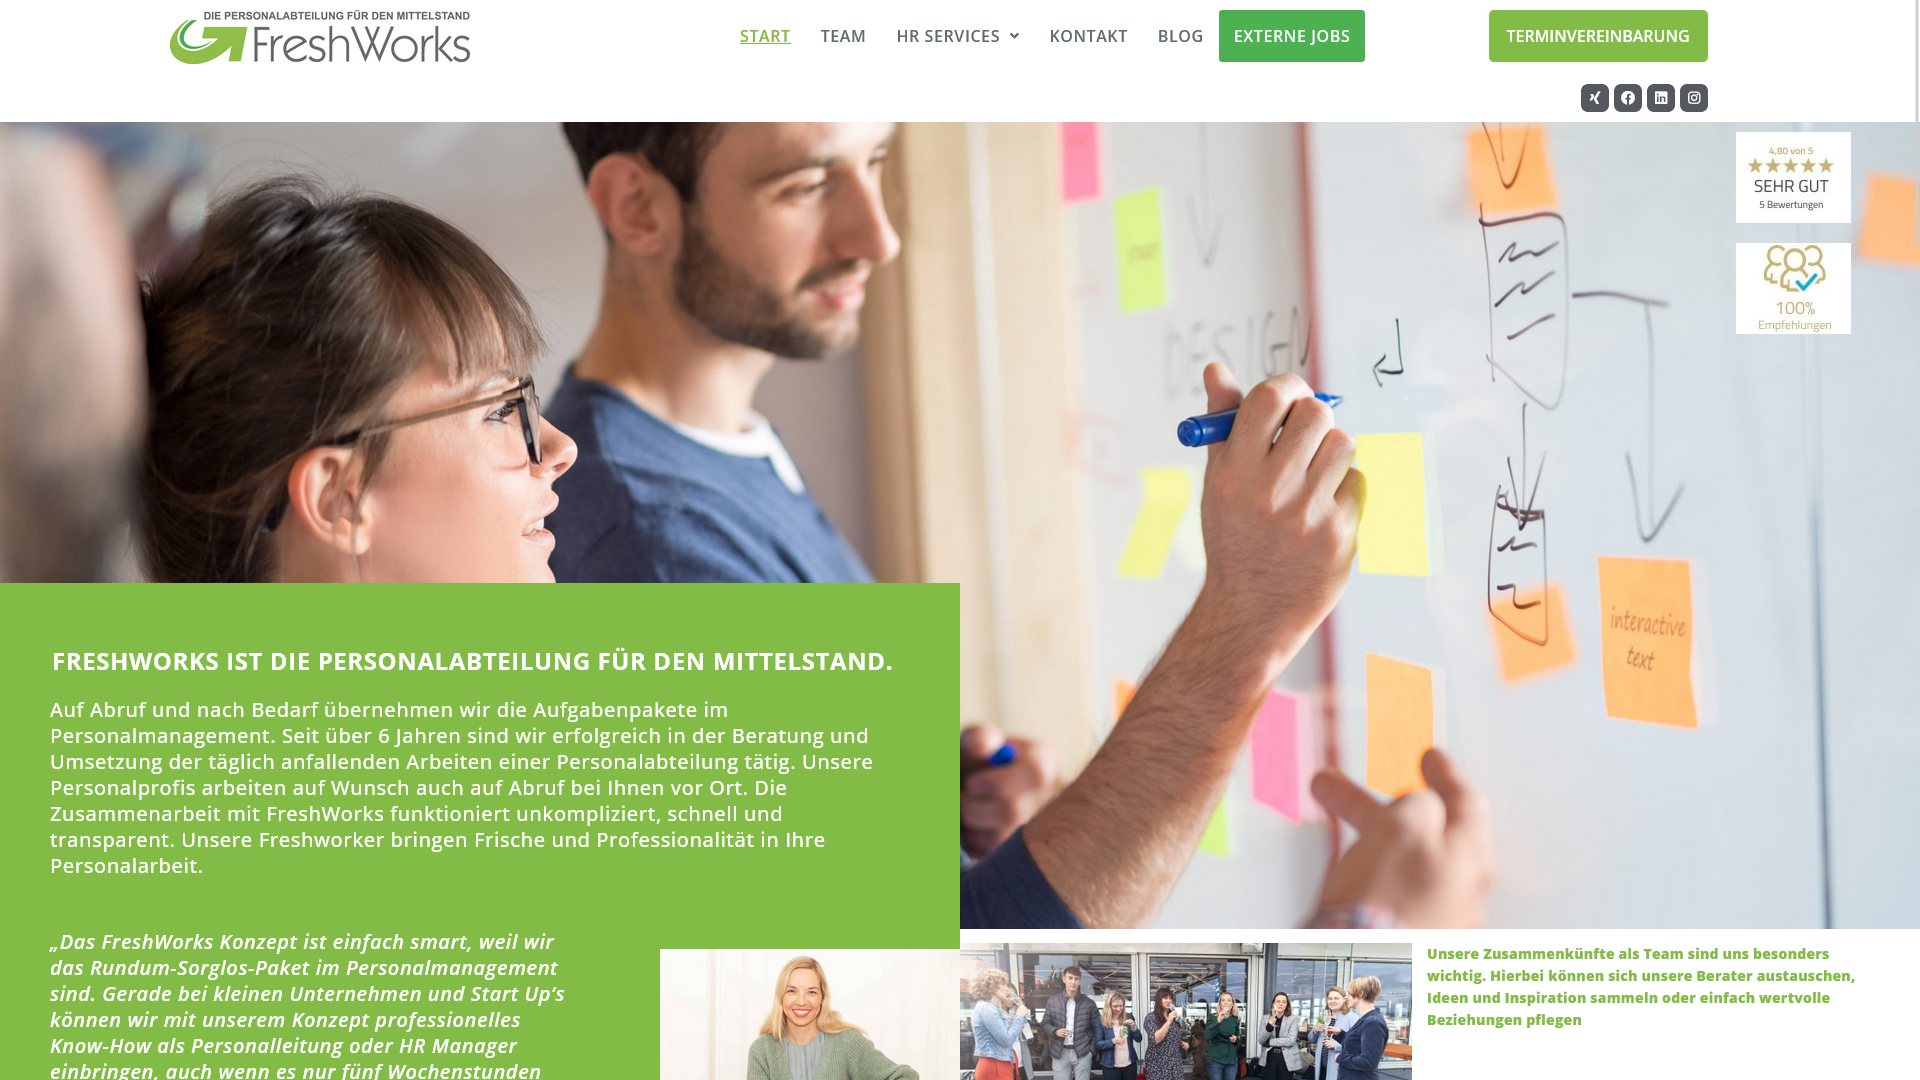 DIE PERSONALABTEILUNG FÜR DEN MITTELSTAND
FreshWorks
START TEAM HR SERVICES KONTAKT BLOG EXTERNE JOBS TERMINVEREINBARUNG
4,80 von 5
SEHR GUT
5 Bewertungen
100%
Empfehlungen
START
DESIGN
interactive
text
FRESHWORKS IST DIE PERSONALABTEILUNG FÜR DEN MITTELSTAND.
Auf Abruf und nach Bedarf übernehmen wir die Aufgabenpakete im
Personalmanagement. Seit über 6 Jahren sind wir erfolgreich in der Beratung und
Umsetzung der täglich anfallenden Arbeiten einer Personalabteilung tätig. Unsere
Personalprofis arbeiten auf Wunsch auch auf Abruf bei Ihnen vor Ort. Die
Zusammenarbeit mit FreshWorks funktioniert unkompliziert, schnell und
transparent. Unsere Freshworker bringen Frische und Professionalität in Ihre
Personalarbeit.
„Das FreshWorks Konzept ist einfach smart, weil wir
das Rundum-Sorglos-Paket im Personalmanagement
sind. Gerade bei kleinen Unternehmen und Start Up‘s
können wir mit unserem Konzept professionelles
Know-How als Personalleitung oder HR Manager
einbringen, auch wenn es nur fünf Wochenstunden
Unsere Zusammenkünfte als Team sind uns besonders
wichtig. Hierbei können sich unsere Berater austauschen,
Ideen und Inspiration sammeln oder einfach wertvolle
Beziehungen pflegen